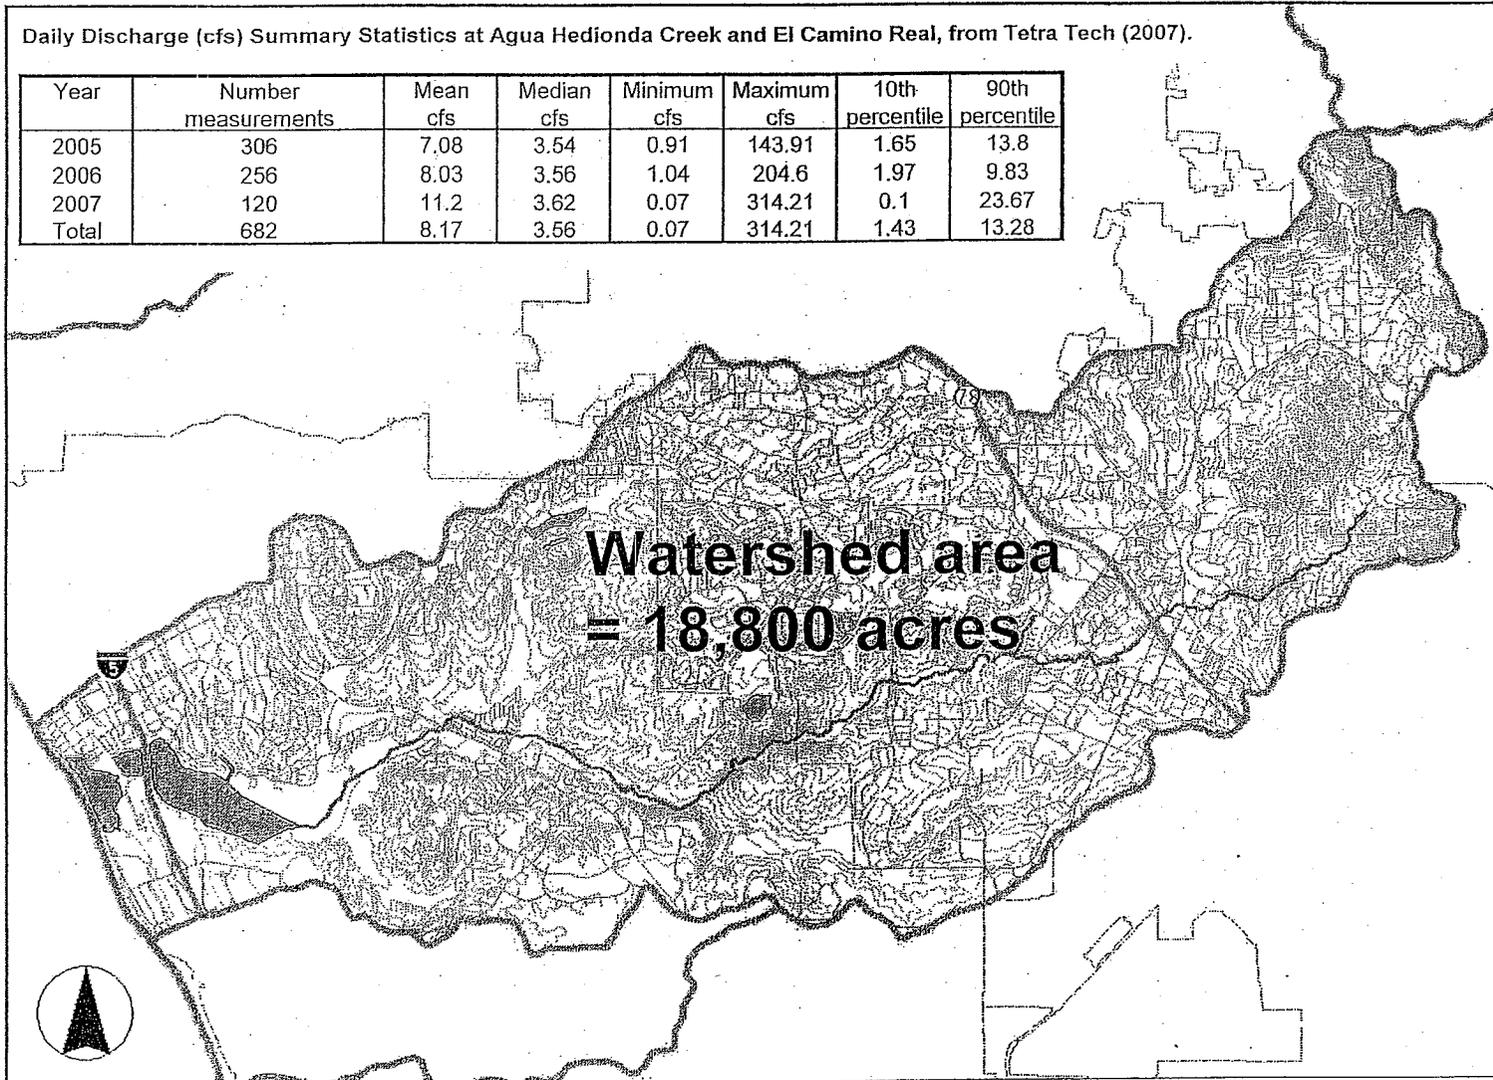 Daily Discharge (cfs) Summary Statistics at Agua Hedionda Creek and El Camino Real, from Tetra Tech (2007).
Year Number measurements Mean cfs Median cfs Minimum cfs Maximum cfs 10th percentile 90th percentile
2005 306 7.08 3.54 0.91 143.91 1.65 13.8
2006 256 8.03 3.56 1.04 204.6 1.97 9.83
2007 120 11.2 3.62 0.07 314.21 0.1 23.67
Total 682 8.17 3.56 0.07 314.21 1.43 13.28
78
Watershed area
= 18,800 acres
5